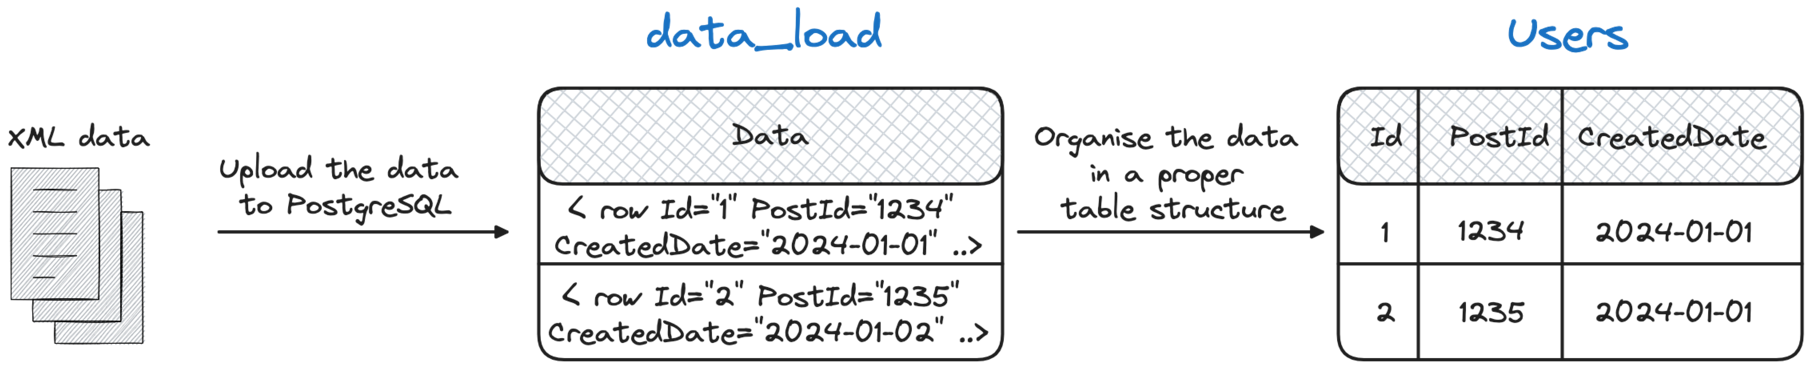 data_load
Users
XML data
Upload the data
to PostgreSQL
Data
< row Id="1" PostId="1234"
CreatedDate="2024-01-01" ..>
< row Id="2" PostId="1235"
CreatedDate="2024-01-02" ..>
Organise the data
in a proper
table structure
Id PostId CreatedDate
1 1234 2024-01-01
2 1235 2024-01-01